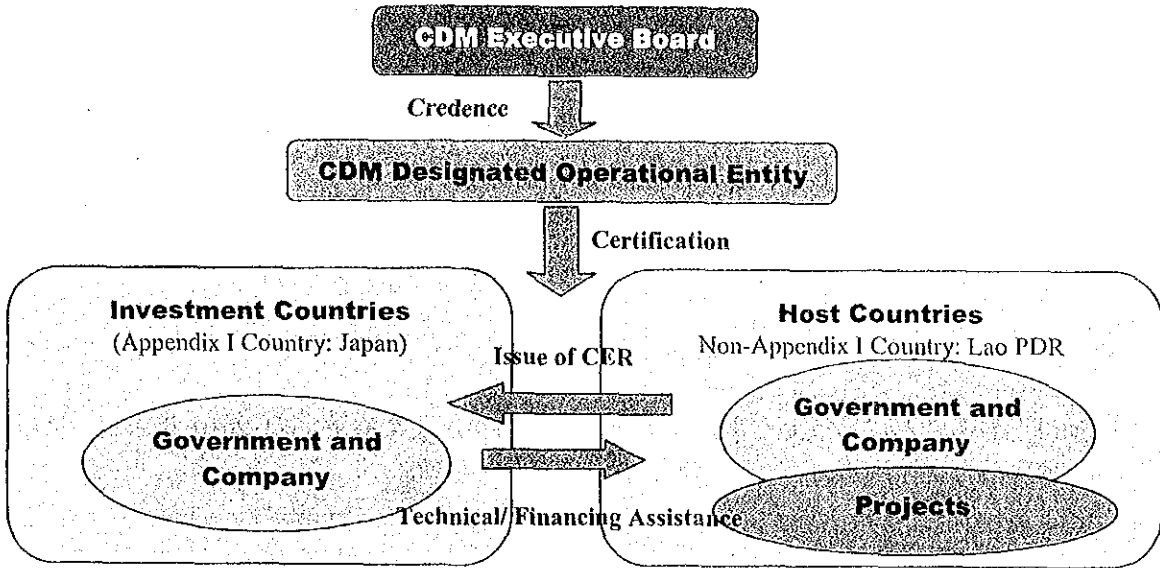 CDM Executive Board
Credence
CDM Designated Operational Entity
Certification
Investment Countries
(Appendix I Country: Japan)
Host Countries
Non-Appendix I Country: Lao PDR
Issue of CER
Government and
Company
Government and
Company
Technical/ Financing Assistance
Projects